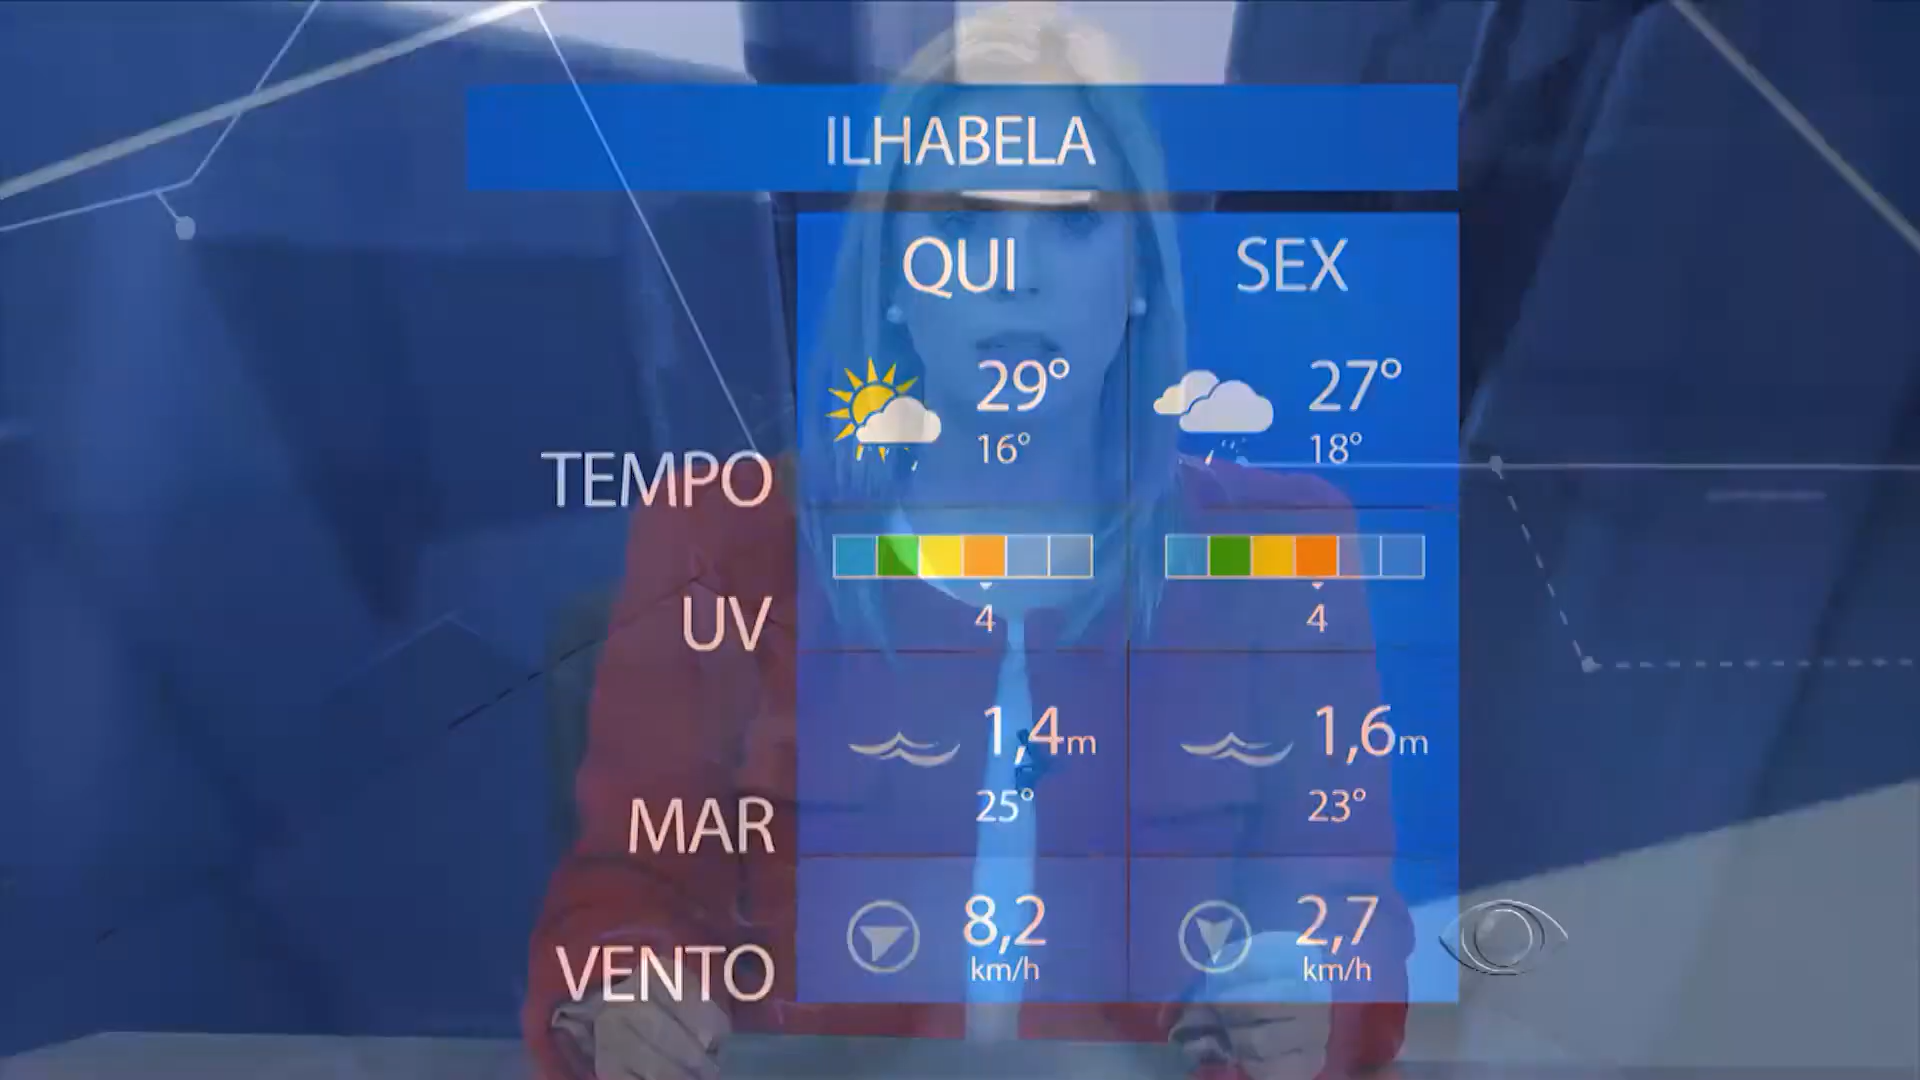 ILHABELA
QUI SEX
TEMPO 29° 16° 27° 18°
UV 4 4
MAR 1,4m 25° 1,6m 23°
VENTO 8,2 km/h 2,7 km/h